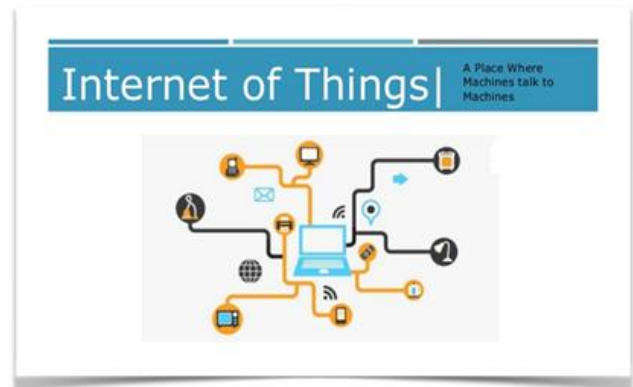 Internet of Things|
A Place Where
Machines talk to
Machines